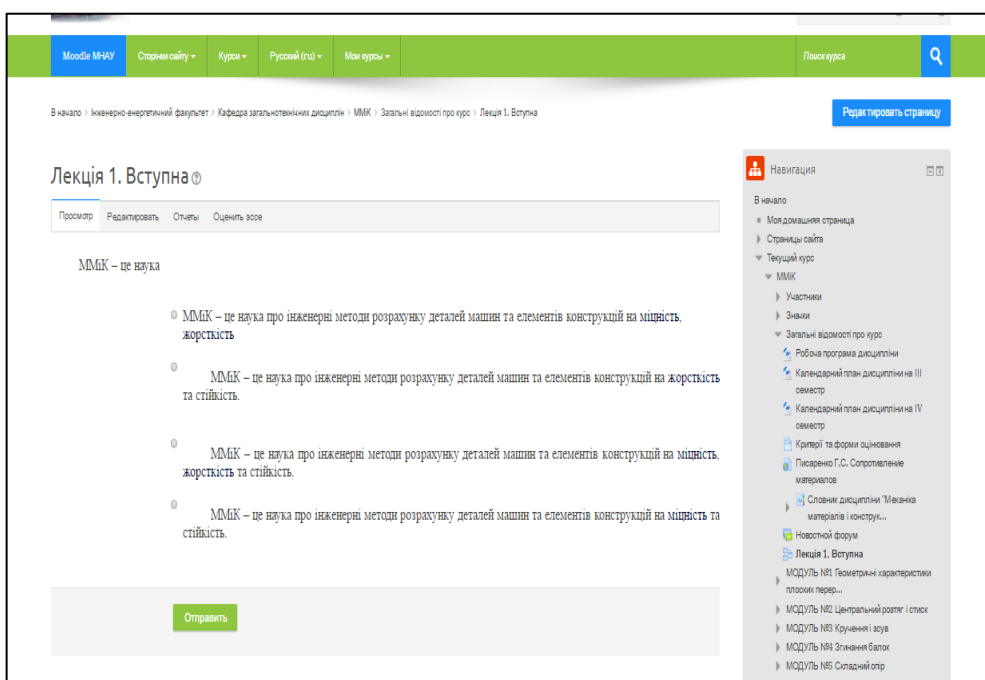 Moodle МНАУ Сторінки сайту Курси Русский (ru) Мои курсы Поиск курса
В начало > Інженерно-енергетичний факультет > Кафедра загальнотехнічних дисциплін > ММіК > Загальні відомості про курс > Лекція 1. Вступна
Редактировать страницу
Лекція 1. Вступна
Просмотр Редактировать Отчеты Оценить эссе
ММіК – це наука
ММіК – це наука про інженерні методи розрахунку деталей машин та елементів конструкцій на міцність,
жорсткість
ММіК – це наука про інженерні методи розрахунку деталей машин та елементів конструкцій на жорсткість
та стійкість.
ММіК – це наука про інженерні методи розрахунку деталей машин та елементів конструкцій на міцність,
жорсткість та стійкість.
ММіК – це наука про інженерні методи розрахунку деталей машин та елементів конструкцій на міцність та
стійкість.
Отправить
Навигация
В начало
Моя домашняя страница
Страницы сайта
Текущий курс
ММіК
Участники
Значки
Загальні відомості про курс
Робоча програма дисципліни
Календарний план дисципліни на III
семестр
Календарний план дисципліни на IV
семестр
Критерії та форми оцінювання
Писаренко Г.С. Сопротивление
материалов
Словник дисципліни "Механіка
матеріалів і конструк...
Новостной форум
Лекція 1. Вступна
МОДУЛЬ №1 Геометричні характеристики
плоских перер...
МОДУЛЬ №2 Центральний розтяг і стиск
МОДУЛЬ №3 Кручення і зсув
МОДУЛЬ №4 Згинання балок
МОДУЛЬ №5 Складний опір